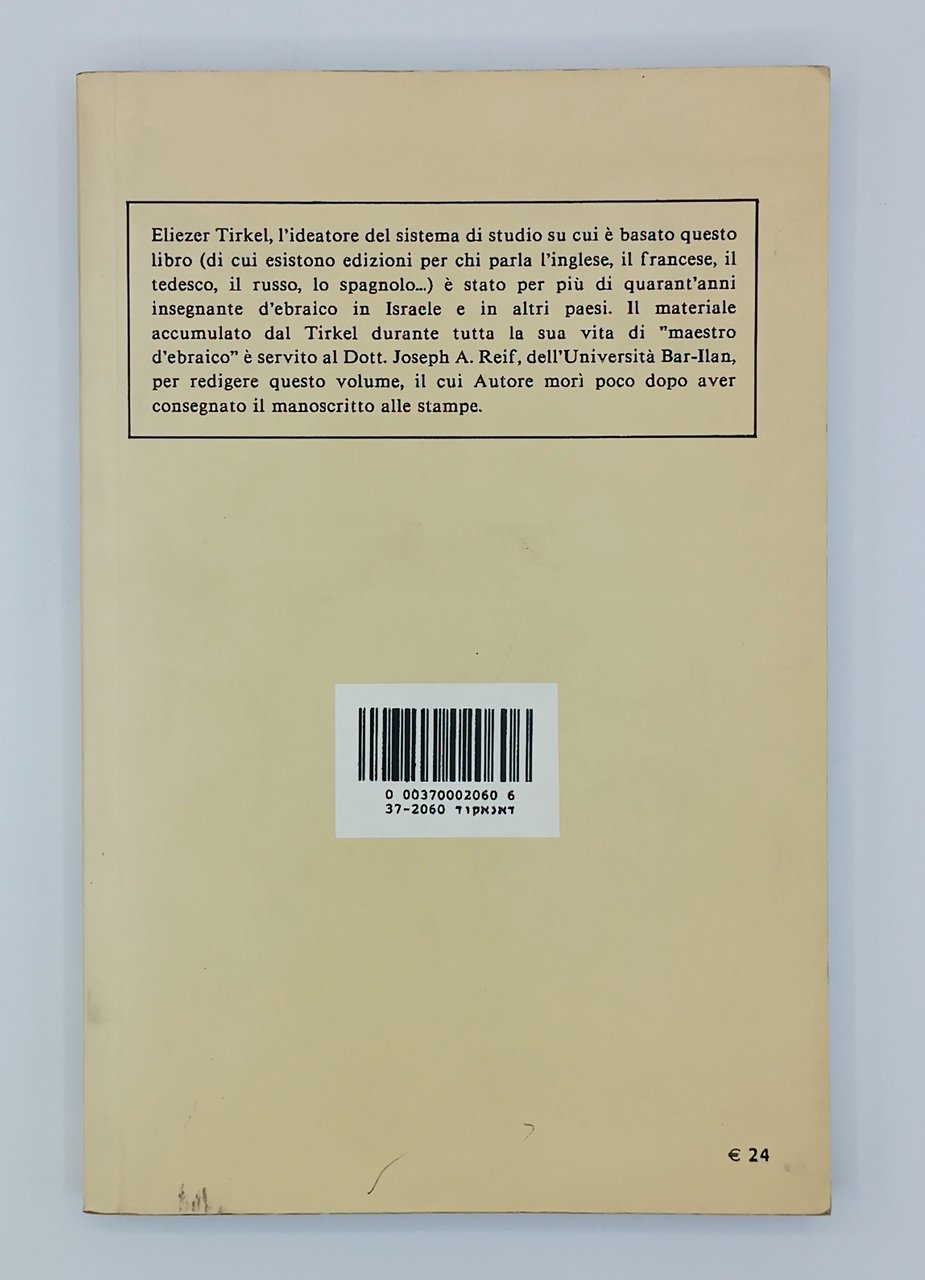 Eliezer Tirkel, l'ideatore del sistema di studio su cui è basato questo
libro (di cui esistono edizioni per chi parla l'inglese, il francese, il
tedesco, il russo, lo spagnolo...) è stato per più di quarant'anni
insegnante d'ebraico in Israele e in altri paesi. Il materiale
accumulato dal Tirkel durante tutta la sua vita di "maestro
d'ebraico" è servito al Dott. Joseph A. Reif, dell'Università Bar-Ilan,
per redigere questo volume, il cui Autore morì poco dopo aver
consegnato il manoscritto alle stampe.
0 00370002060 6
37-2060 דאנאקוד
€ 24